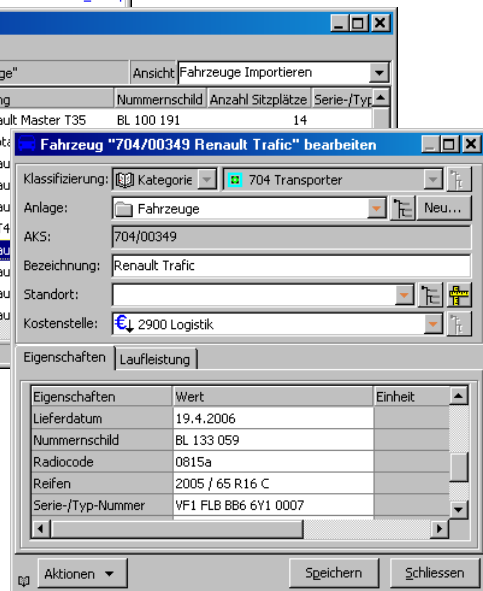 Ansicht Fahrzeuge Importieren
Nummernschild Anzahl Sitzplätze Serie-/Typ
Master T35 BL 100 191 14
Fahrzeug "704/00349 Renault Trafic" bearbeiten
Klassifizierung: Kategorie 704 Transporter
Anlage: Fahrzeuge Neu...
AKS: 704/00349
Bezeichnung: Renault Trafic
Standort:
Kostenstelle: 2900 Logistik
Eigenschaften Laufleistung
Eigenschaften Wert Einheit
Lieferdatum 19.4.2006
Nummernschild BL 133 059
Radiocode 0815a
Reifen 2005 / 65 R16 C
Serie-/Typ-Nummer VF1 FLB BB6 6Y1 0007
Aktionen Speichern Schliessen